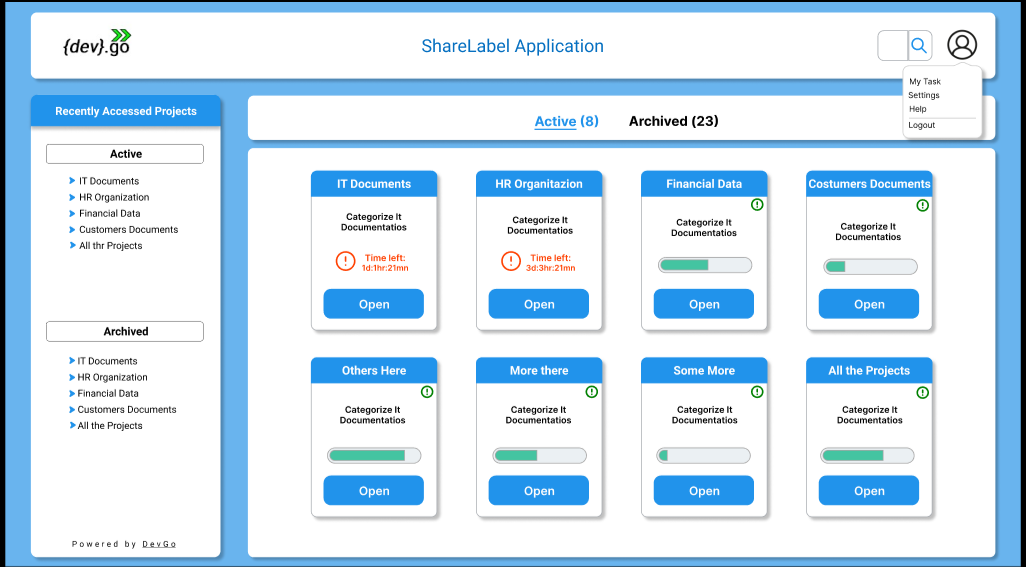 {dev}.go
ShareLabel Application
My Task
Settings
Help
Logout
Recently Accessed Projects
Active
IT Documents
HR Organization
Financial Data
Customers Documents
All thr Projects
Archived
IT Documents
HR Organization
Financial Data
Customers Documents
All the Projects
Powered by DevGo
Active (8)
Archived (23)
IT Documents
Categorize It
Documentatios
Time left:
1d:1hr:21mn
Open
HR Organitazion
Categorize It
Documentatios
Time left:
3d:3hr:21mn
Open
Financial Data
Categorize It
Documentatios
Open
Costumers Documents
Categorize It
Documentatios
Open
Others Here
Categorize It
Documentatios
Open
More there
Categorize It
Documentatios
Open
Some More
Categorize It
Documentatios
Open
All the Projects
Categorize It
Documentatios
Open